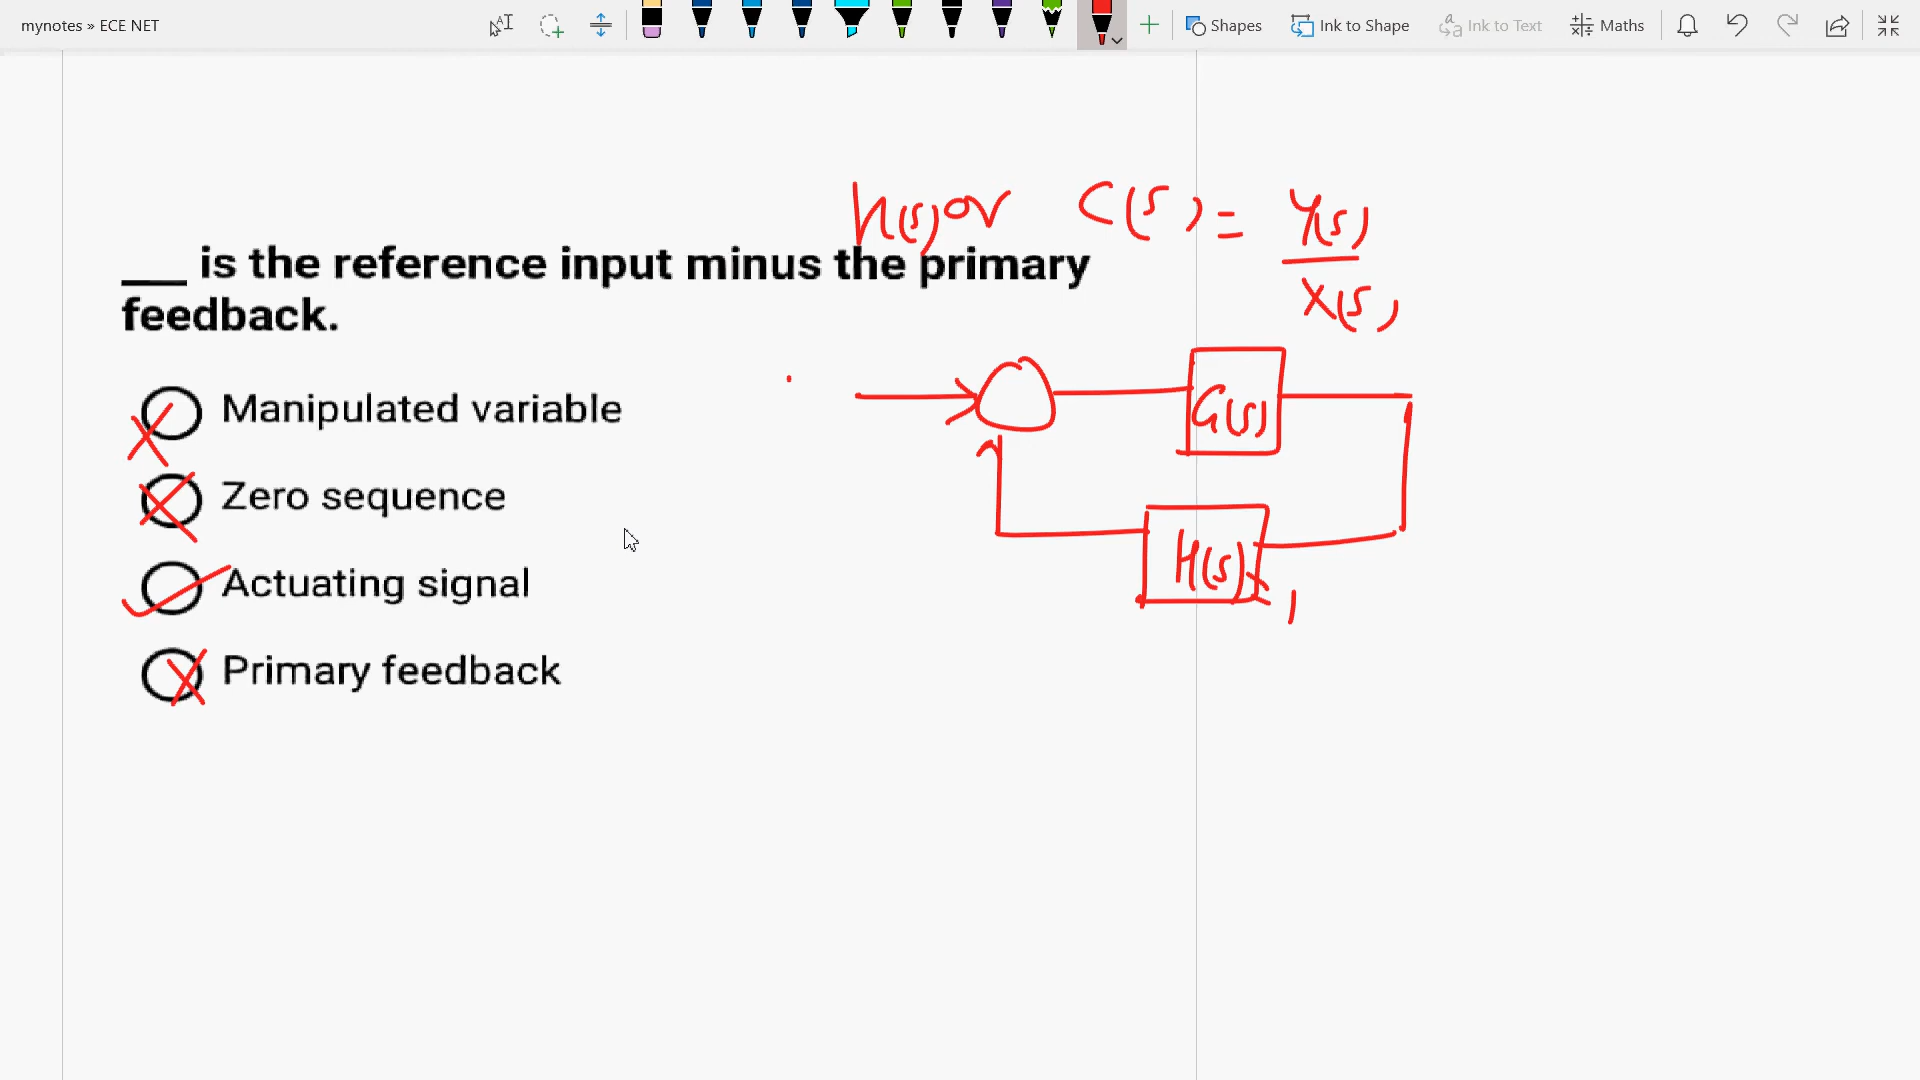 mynotes » ECE NET
Shapes
Ink to Shape
Ink to Text
Maths
h(s) or C(s) = Y(s)
X(s)
___ is the reference input minus the primary
feedback.
Manipulated variable
Zero sequence
Actuating signal
Primary feedback
G(s)
H(s) = 1